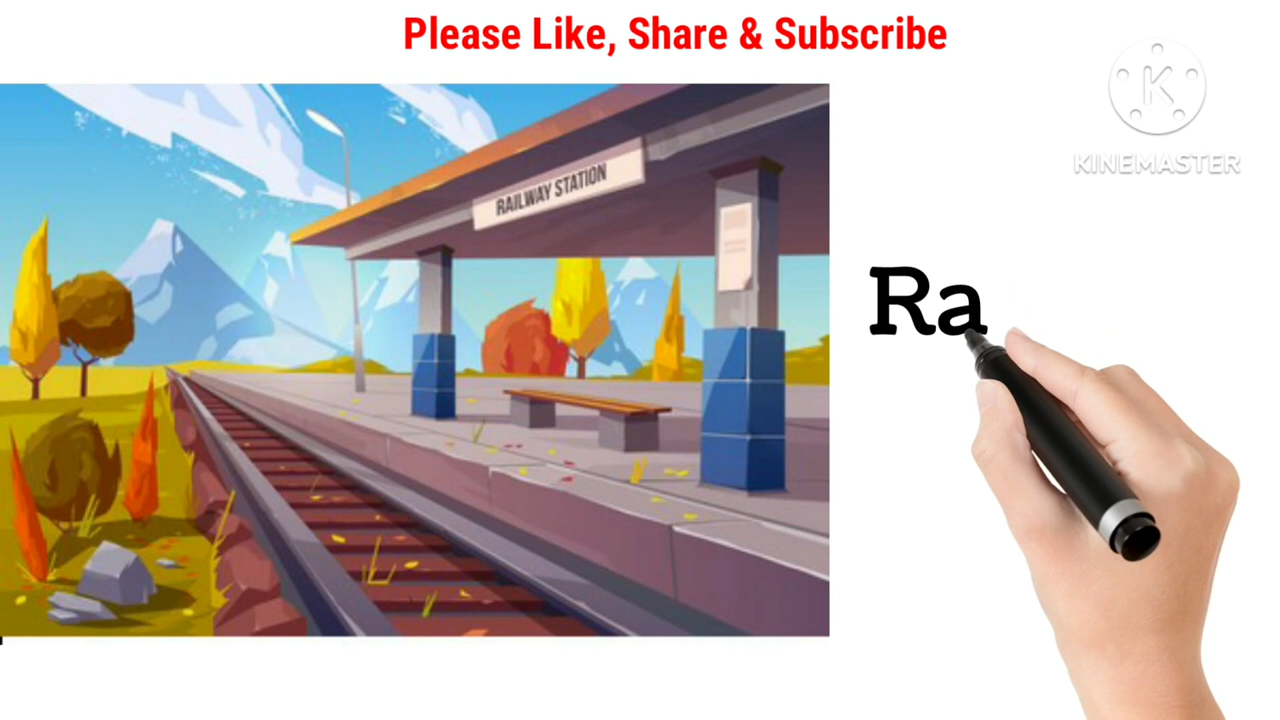 Please Like, Share & Subscribe
K
KINEMASTER
RAILWAY STATION
Ra